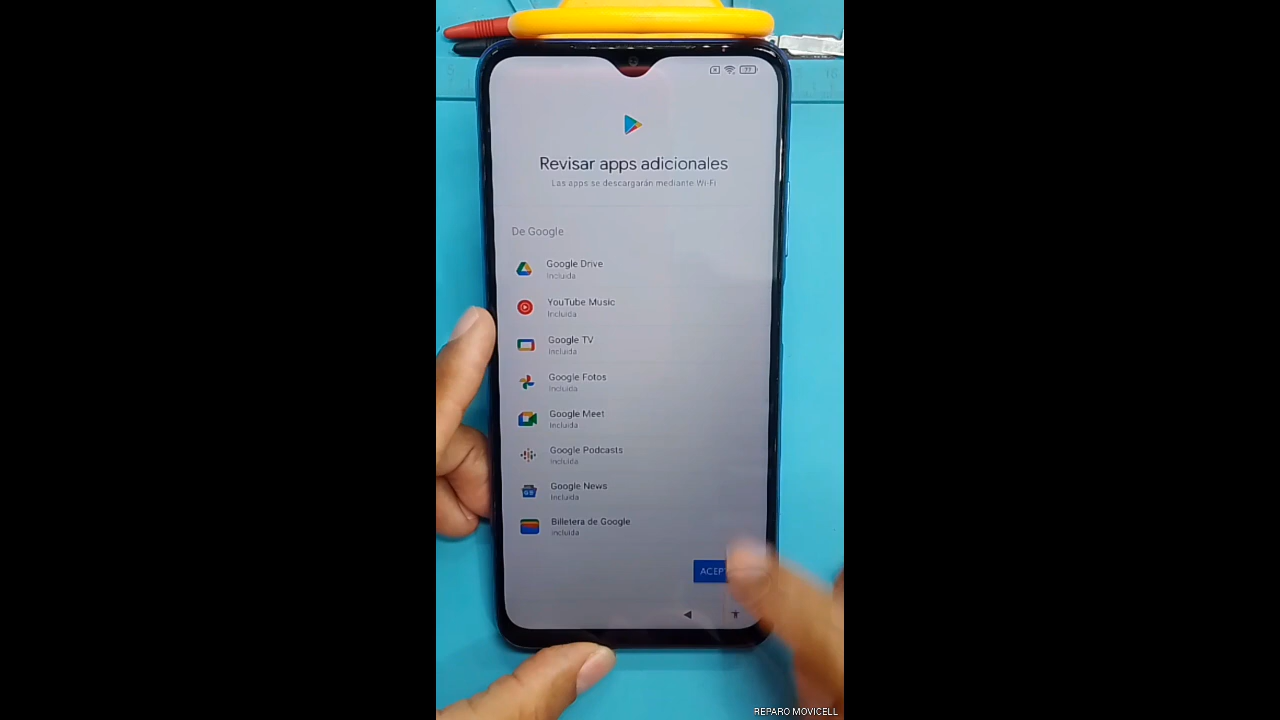 77
Revisar apps adicionales
Las apps se descargarán mediante Wi-Fi
De Google
Google Drive
Incluida
YouTube Music
Incluida
Google TV
Incluida
Google Fotos
Incluida
Google Meet
Incluida
Google Podcasts
Incluida
Google News
Incluida
Billetera de Google
Incluida
ACEPT
REPARO MOVICELL